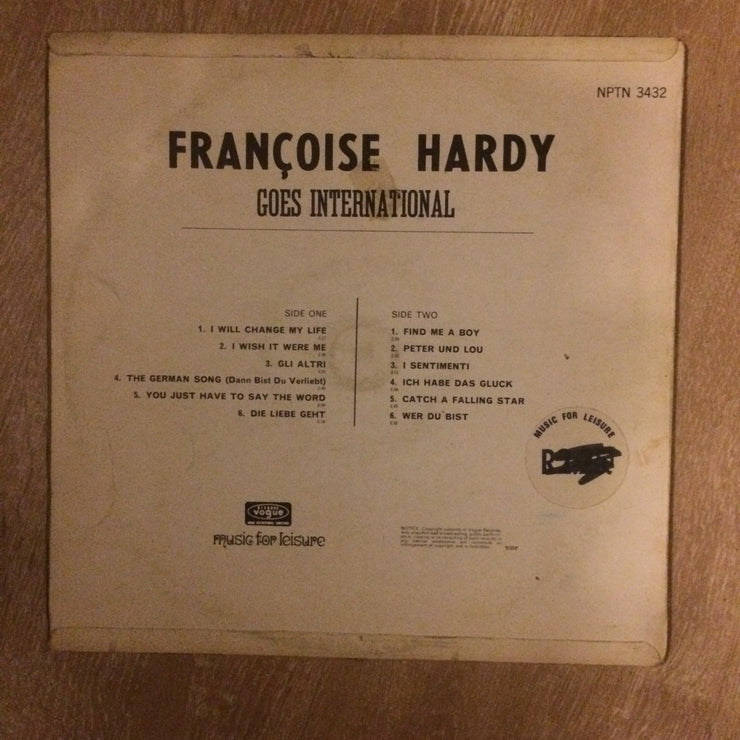 NPTN 3432
FRANÇOISE HARDY
GOES INTERNATIONAL
SIDE ONE
1. I WILL CHANGE MY LIFE
2. I WISH IT WERE ME
3. GLI ALTRI
4. THE GERMAN SONG (Dann Bist Du Verliebt)
5. YOU JUST HAVE TO SAY THE WORD
6. DIE LIEBE GEHT
SIDE TWO
1. FIND ME A BOY
2. PETER UND LOU
3. I SENTIMENTI
4. ICH HABE DAS GLUCK
5. CATCH A FALLING STAR
6. WER DU BIST
MUSIC FOR LEISURE
disques
vogue
music for leisure
NOTICE: Copyright